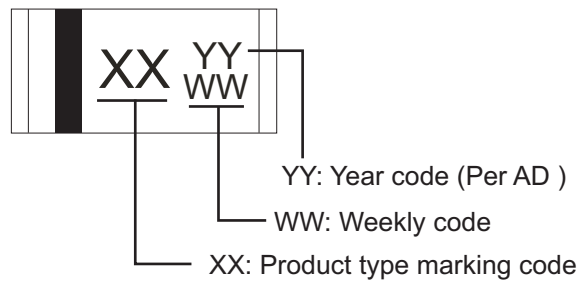 XX YY
WW
YY: Year code (Per AD )
WW: Weekly code
XX: Product type marking code